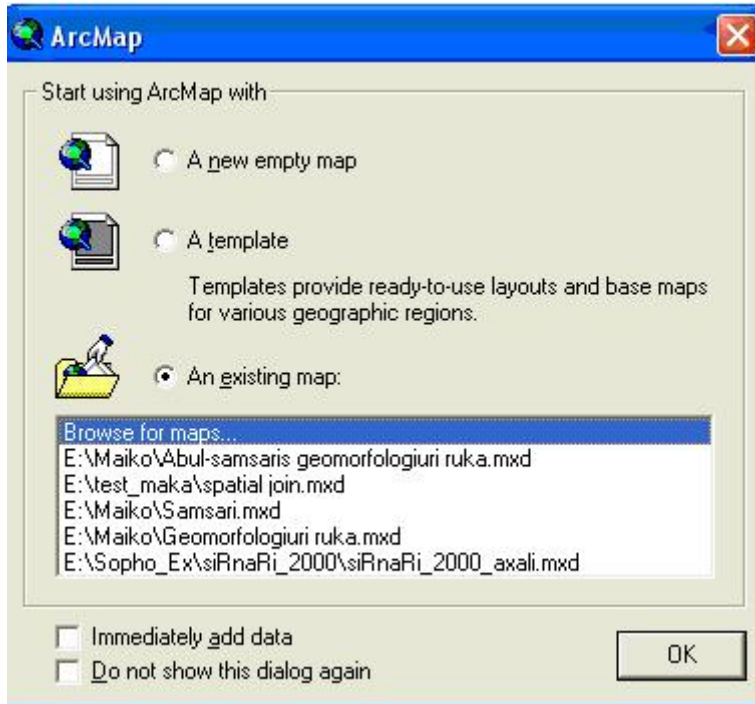 ArcMap
Start using ArcMap with
A new empty map
A template
Templates provide ready-to-use layouts and base maps
for various geographic regions.
An existing map:
Browse for maps...
E:\Maiko\Abul-samsaris geomorfologiuri ruka.mxd
E:\test_maka\spatial join.mxd
E:\Maiko\Samsari.mxd
E:\Maiko\Geomorfologiuri ruka.mxd
E:\Sopho_Ex\siRnaRi_2000\siRnaRi_2000_axali.mxd
Immediately add data
Do not show this dialog again
OK